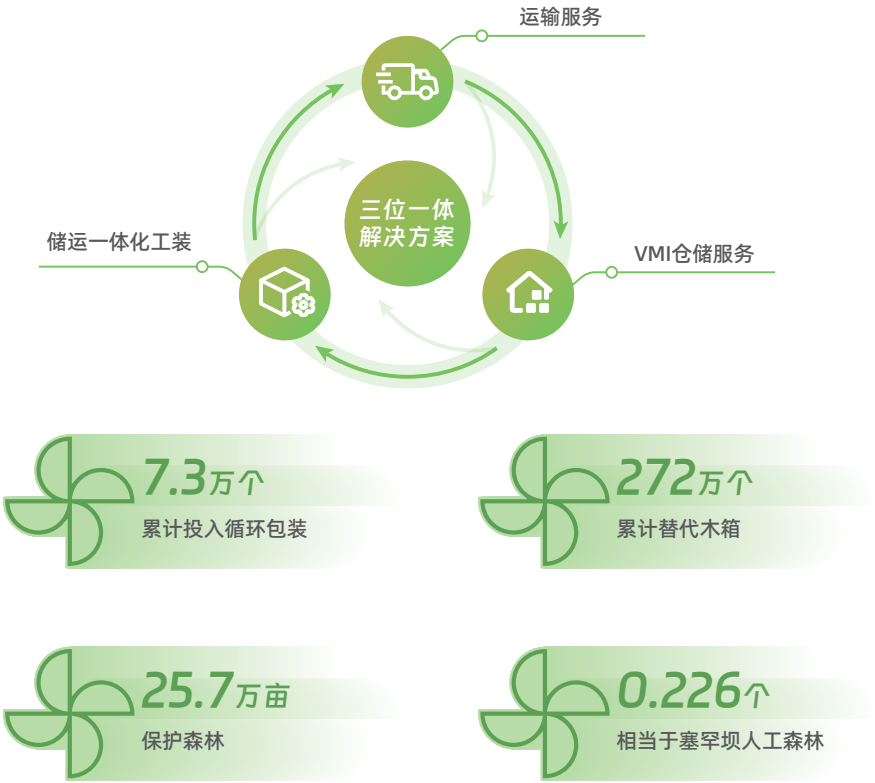 运输服务
三位一体
解决方案
储运一体化工装
VMI仓储服务
7.3万个
累计投入循环包装
272万个
累计替代木箱
25.7万亩
保护森林
0.226个
相当于塞罕坝人工森林